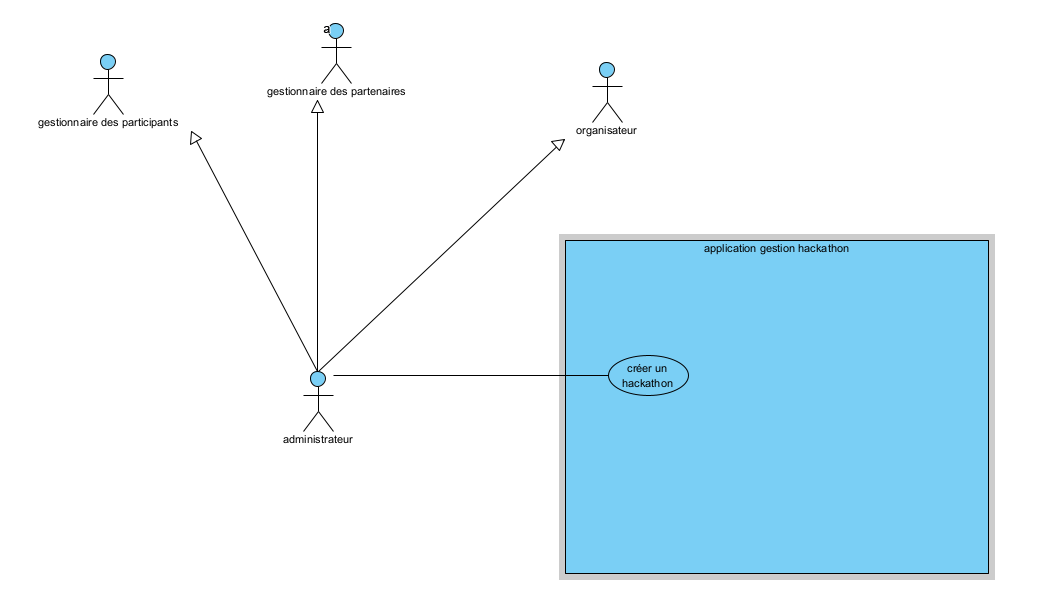 a
gestionnaire des partenaires
gestionnaire des participants
organisateur
application gestion hackathon
créer un
hackathon
administrateur